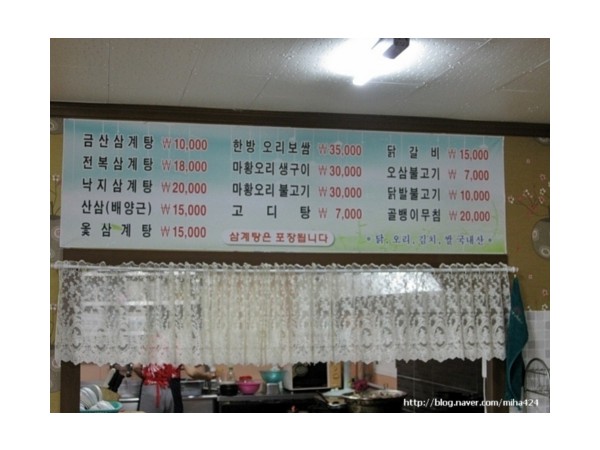 금산삼계탕 ₩10,000
전복삼계탕 ₩18,000
낙지삼계탕 ₩20,000
산삼(배양근) ₩15,000
옻삼계탕 ₩15,000
한방 오리보쌈 ₩35,000
마황오리생구이 ₩30,000
마황오리불고기 ₩30,000
고디탕 ₩7,000
삼계탕은 포장됩니다
닭갈비 ₩15,000
오삼불고기 ₩7,000
닭발불고기 ₩10,000
골뱅이무침 ₩20,000
* 닭, 오리, 김치, 쌀 국내산 *
http://blog.naver.com/miha424